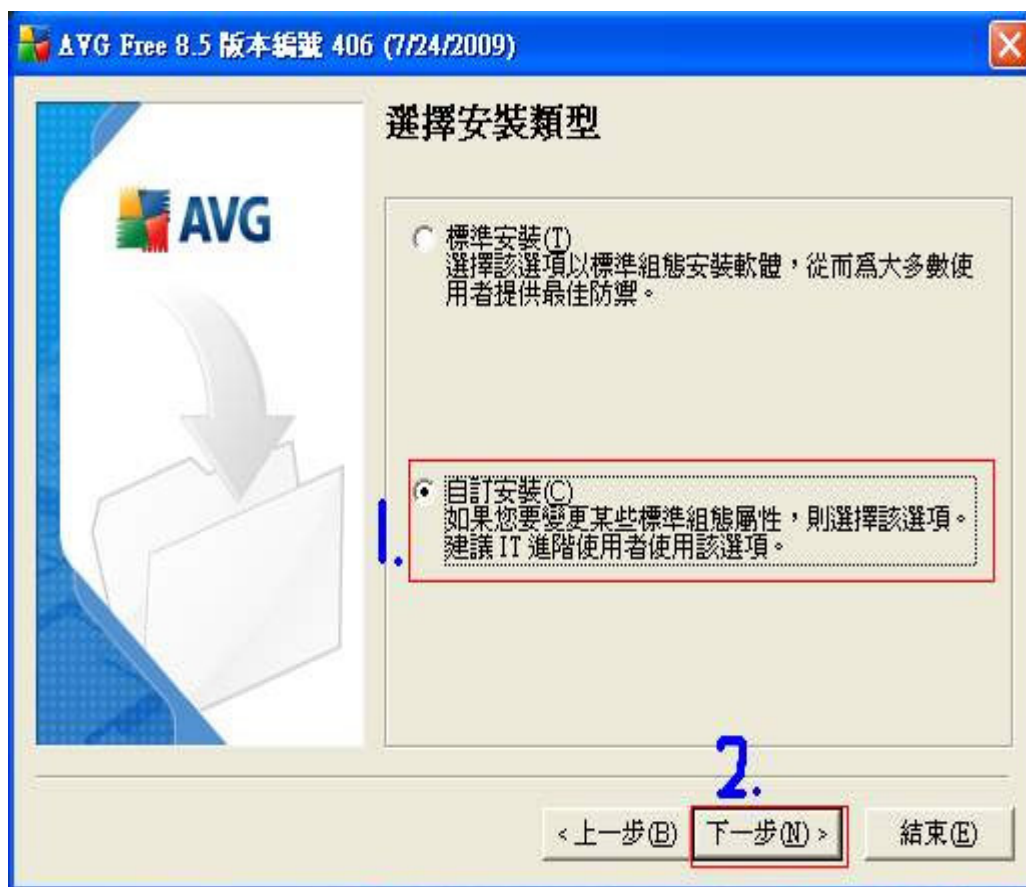 AVG Free 8.5 版本編號 406 (7/24/2009)
選擇安裝類型
AVG
標準安裝(T)
選擇該選項以標準組態安裝軟體，從而為大多數使
用者提供最佳防禦。
1.
自訂安裝(C)
如果您要變更某些標準組態屬性，則選擇該選項。
建議 IT 進階使用者使用該選項。
2.
<上一步(B)
下一步(N) >
結束(E)